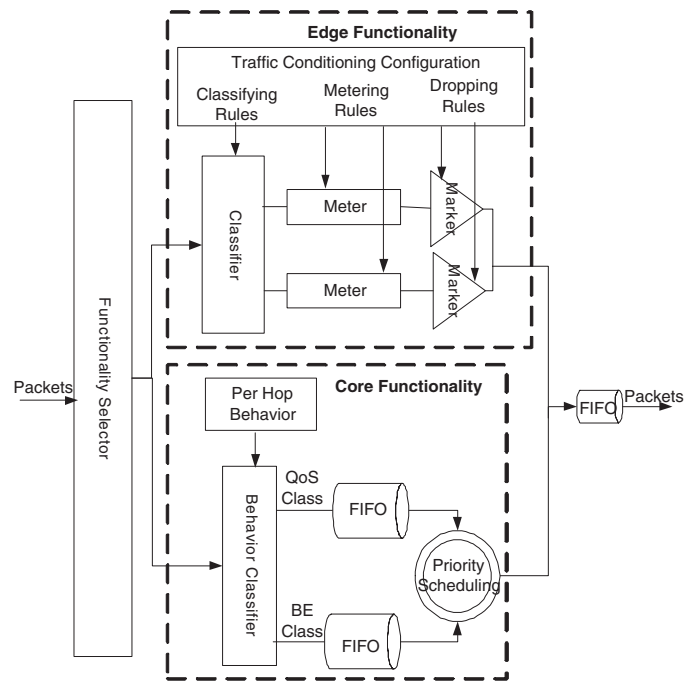 Edge Functionality
Traffic Conditioning Configuration
Classifying
Rules
Metering
Rules
Dropping
Rules
Classifier
Meter
Marker
Meter
Marker
Functionality Selector
Packets
Core Functionality
Per Hop
Behavior
Behavior Classifier
QoS
Class
FIFO
Priority
Scheduling
BE
Class
FIFO
FIFO
Packets